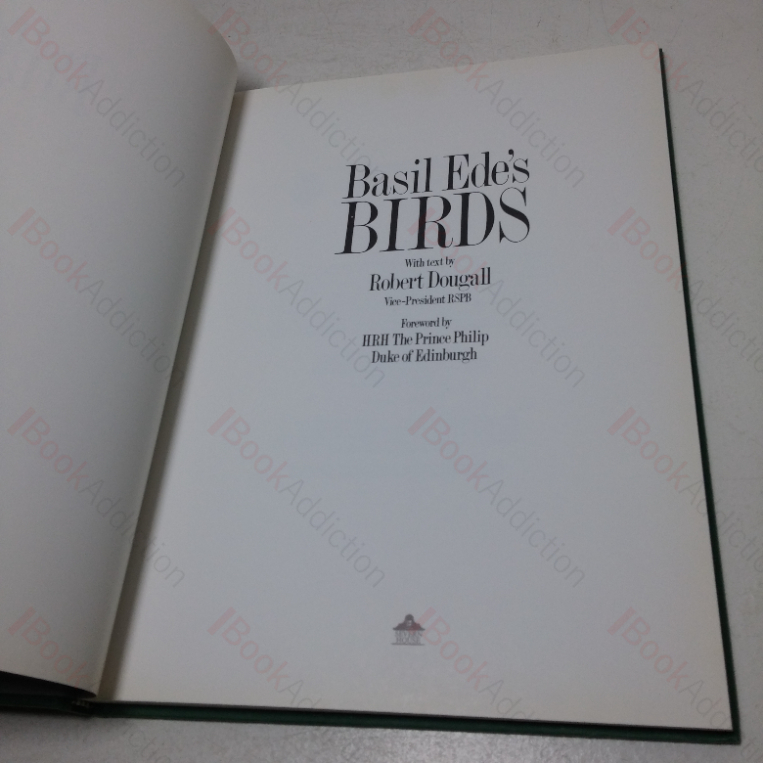 Basil Ede's
BIRDS
With text by
Robert Dougall
Vice-President RSPB
Foreword by
HRH The Prince Philip
Duke of Edinburgh
BookAddiction